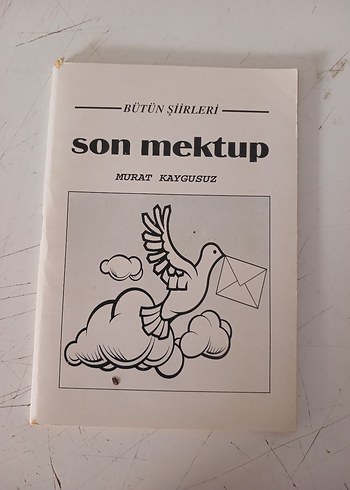 BÜTÜN ŞİİRLERİ
son mektup
MURAT KAYGUSUZ